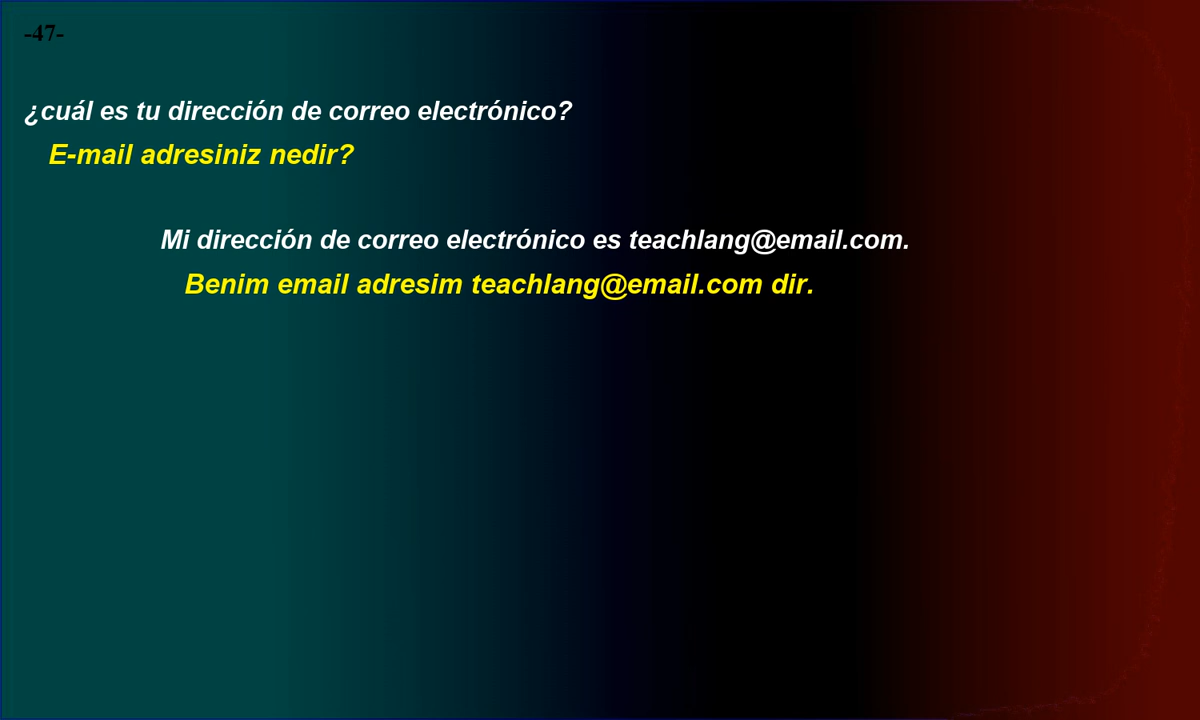 -47-
¿cuál es tu dirección de correo electrónico?
E-mail adresiniz nedir?
Mi dirección de correo electrónico es teachlang@email.com.
Benim email adresim teachlang@email.com dir.